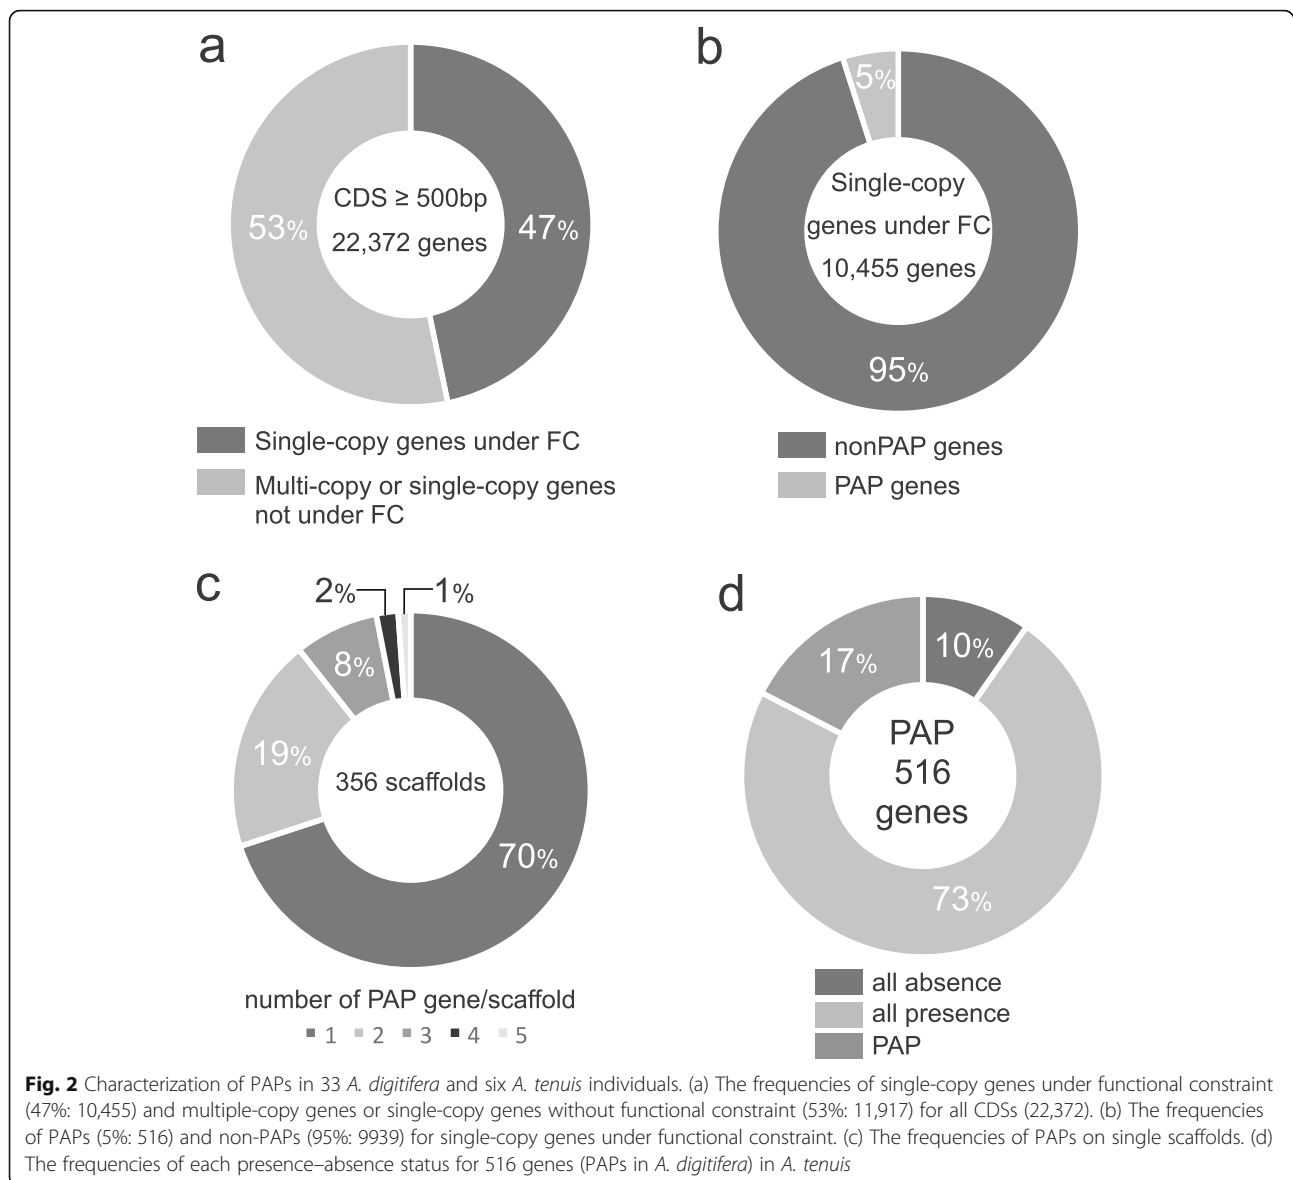 a
53%
CDS ≥ 500bp
22,372 genes
47%
Single-copy genes under FC
Multi-copy or single-copy genes
not under FC
b
5%
Single-copy
genes under FC
10,455 genes
95%
nonPAP genes
PAP genes
c
2%
1%
8%
19%
356 scaffolds
70%
number of PAP gene/scaffold
1 2 3 4 5
d
17%
10%
PAP
516
genes
73%
all absence
all presence
PAP
Fig. 2 Characterization of PAPs in 33 A. digitifera and six A. tenuis individuals. (a) The frequencies of single-copy genes under functional constraint
(47%: 10,455) and multiple-copy genes or single-copy genes without functional constraint (53%: 11,917) for all CDSs (22,372). (b) The frequencies
of PAPs (5%: 516) and non-PAPs (95%: 9939) for single-copy genes under functional constraint. (c) The frequencies of PAPs on single scaffolds. (d)
The frequencies of each presence–absence status for 516 genes (PAPs in A. digitifera) in A. tenuis